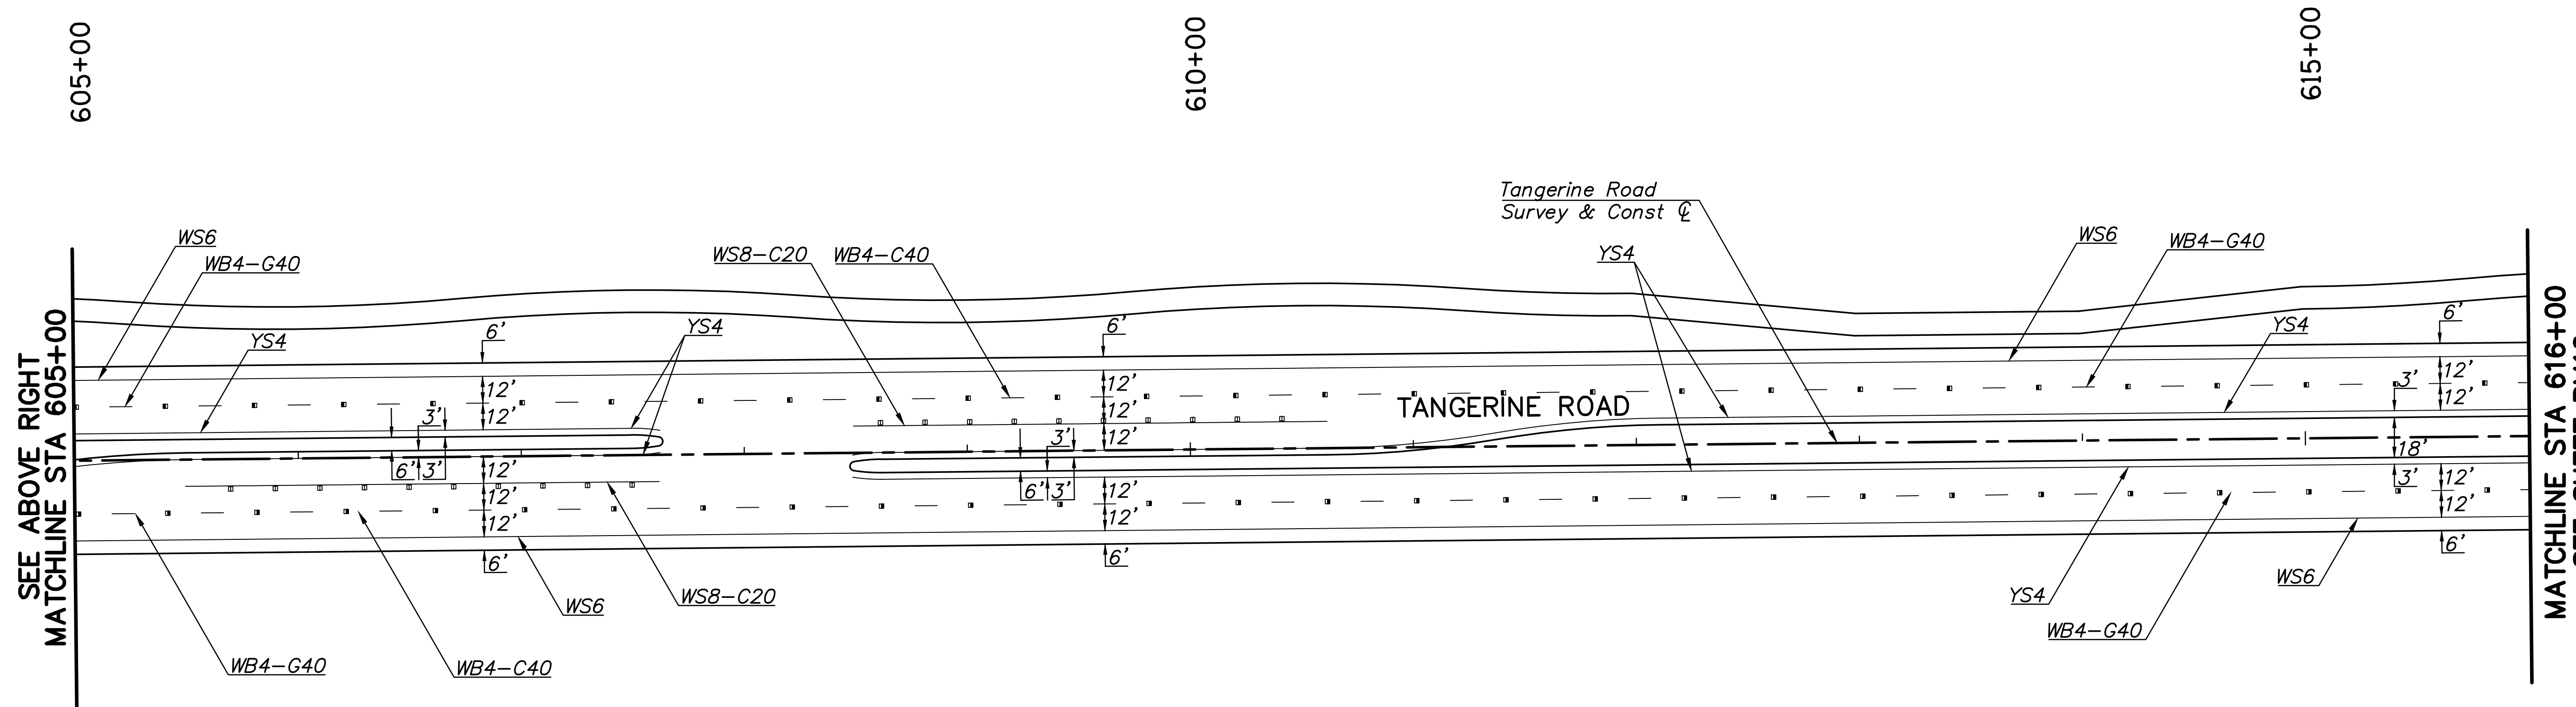 605+00
610+00
615+00
Tangerine Road
Survey & Const ℄
WS6
WB4-G40
YS4
WS8-C20
WB4-C40
YS4
WS6
WB4-G40
YS4
YS4
6'
6'
6'
12'
12'
3'
6'
3'
12'
12'
12'
6'
12'
12'
12'
3'
6'
3'
12'
12'
6'
TANGERINE ROAD
12'
3'
12'
18'
3'
12'
12'
6'
SEE ABOVE RIGHT
MATCHLINE STA 605+00
MATCHLINE STA 616+00
WB4-G40
WB4-C40
WS6
WS8-C20
YS4
WB4-G40
WS6